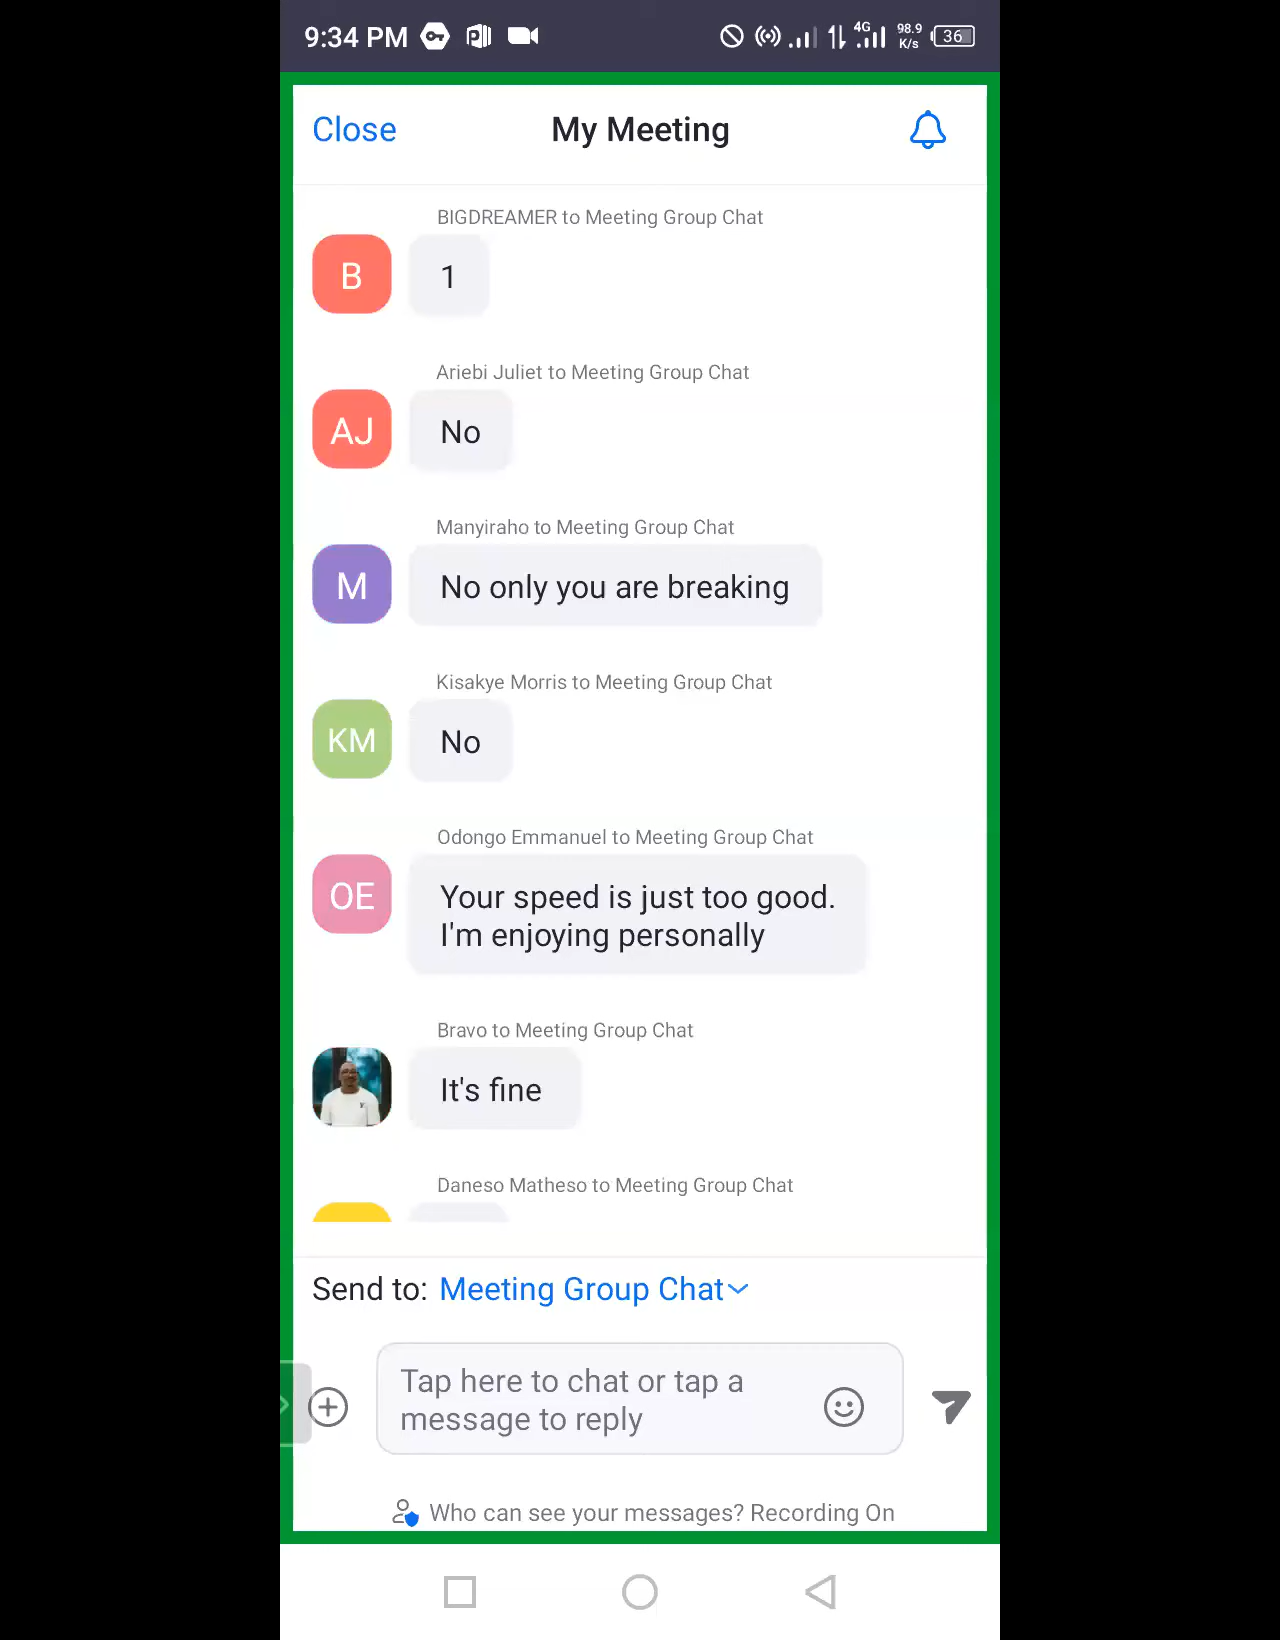 9:34 PM 4G 98.9 K/s 36
Close My Meeting
BIGDREAMER to Meeting Group Chat
B 1
Ariebi Juliet to Meeting Group Chat
AJ No
Manyiraho to Meeting Group Chat
M No only you are breaking
Kisakye Morris to Meeting Group Chat
KM No
Odongo Emmanuel to Meeting Group Chat
OE Your speed is just too good.
I'm enjoying personally
Bravo to Meeting Group Chat
It's fine
Daneso Matheso to Meeting Group Chat
Send to: Meeting Group Chat
Tap here to chat or tap a
message to reply
Who can see your messages? Recording On